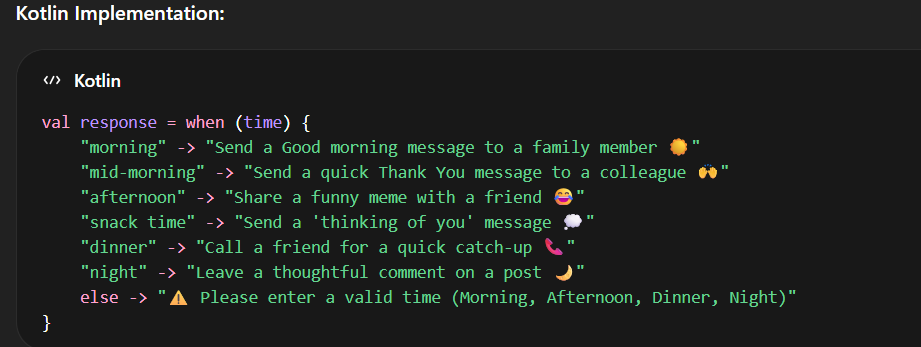 Kotlin Implementation:
</> Kotlin
val response = when (time) {
    "morning" -> "Send a Good morning message to a family member 🌞"
    "mid-morning" -> "Send a quick Thank You message to a colleague 🙌"
    "afternoon" -> "Share a funny meme with a friend 😂"
    "snack time" -> "Send a 'thinking of you' message 💭"
    "dinner" -> "Call a friend for a quick catch-up 📞"
    "night" -> "Leave a thoughtful comment on a post 🌙"
    else -> "⚠️ Please enter a valid time (Morning, Afternoon, Dinner, Night)"
}